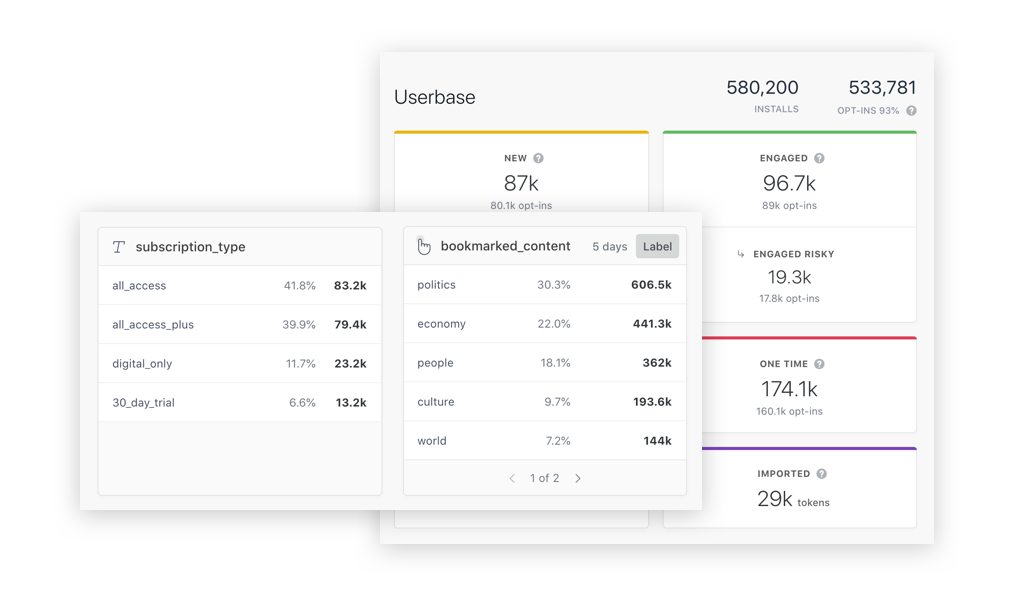 Userbase
580,200
INSTALLS
533,781
OPT-INS 93% ?
NEW ?
87k
80.1k opt-ins
ENGAGED ?
96.7k
89k opt-ins
ENGAGED RISKY
19.3k
17.8k opt-ins
ONE TIME ?
174.1k
160.1k opt-ins
IMPORTED ?
29k tokens
T subscription_type
all_access 41.8% 83.2k
all_access_plus 39.9% 79.4k
digital_only 11.7% 23.2k
30_day_trial 6.6% 13.2k
bookmarked_content 5 days Label
politics 30.3% 606.5k
economy 22.0% 441.3k
people 18.1% 362k
culture 9.7% 193.6k
world 7.2% 144k
1 of 2